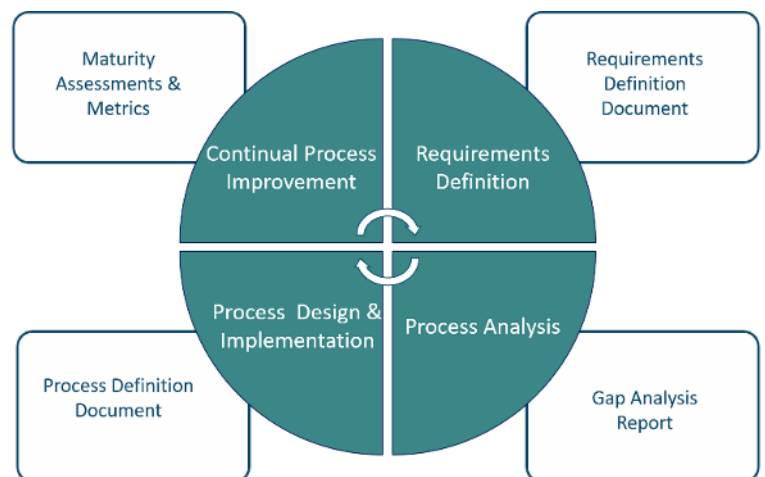 Maturity
Assessments &
Metrics
Requirements
Definition
Document
Continual Process
Improvement
Requirements
Definition
Process  Design &
Implementation
Process Analysis
Process Definition
Document
Gap Analysis
Report